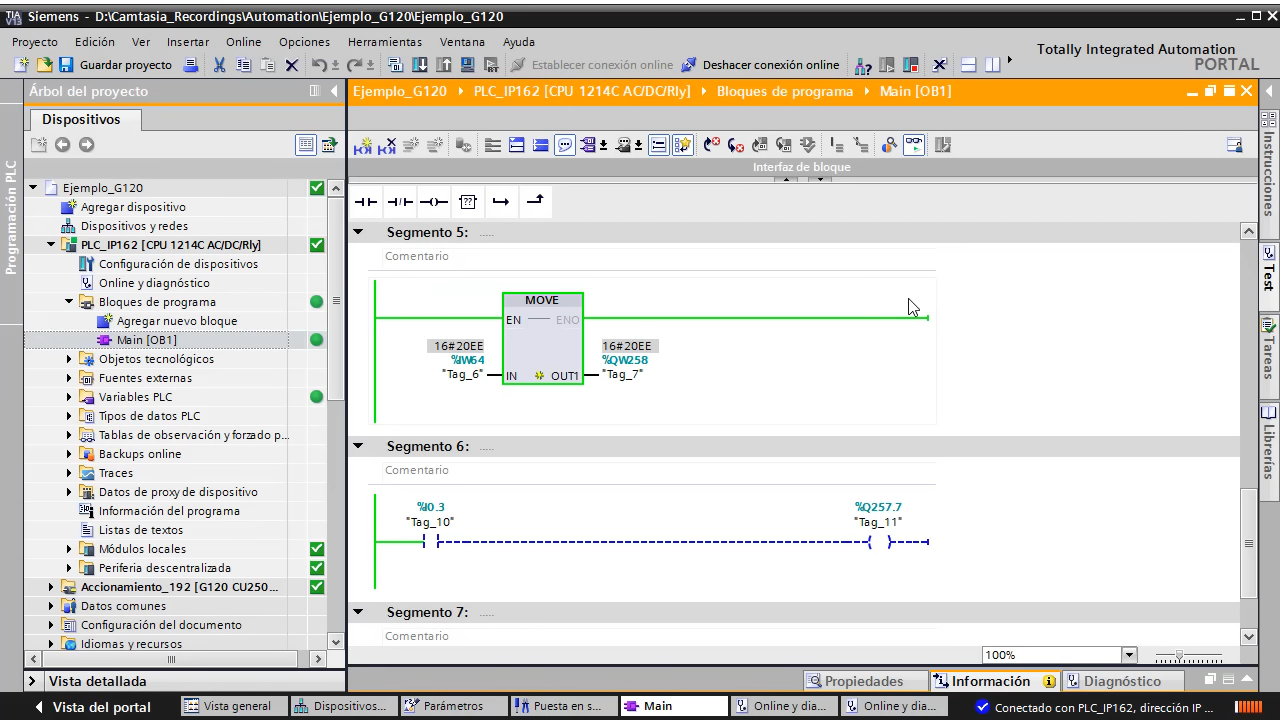 TIA V13 Siemens - D:\Camtasia_Recordings\Automation\Ejemplo_G120\Ejemplo_G120
Proyecto Edición Ver Insertar Online Opciones Herramientas Ventana Ayuda
Guardar proyecto Establecer conexión online Deshacer conexión online
Totally Integrated Automation
PORTAL
Árbol del proyecto
Ejemplo_G120 PLC_IP162 [CPU 1214C AC/DC/Rly] Bloques de programa Main [OB1]
Dispositivos
Interfaz de bloque
Programación PLC
Ejemplo_G120
Agregar dispositivo
Dispositivos y redes
PLC_IP162 [CPU 1214C AC/DC/Rly]
Configuración de dispositivos
Online y diagnóstico
Bloques de programa
Agregar nuevo bloque
Main [OB1]
Objetos tecnológicos
Fuentes externas
Variables PLC
Tipos de datos PLC
Tablas de observación y forzado p...
Backups online
Traces
Datos de proxy de dispositivo
Información del programa
Listas de textos
Módulos locales
Periferia descentralizada
Accionamiento_192 [G120 CU250 ...
Datos comunes
Configuración del documento
Idiomas y recursos
Vista detallada
??
Segmento 5: .....
Comentario
MOVE
EN ENO
16#20EE 16#20EE
%IW64 %QW258
"Tag_6" IN OUT1 "Tag_7"
Segmento 6: .....
Comentario
%I0.3 %Q257.7
"Tag_10" "Tag_11"
Segmento 7: .....
Comentario
100%
Propiedades Información Diagnóstico
Instrucciones
Test
Tareas
Librerías
Vista del portal Vista general Dispositivos... Parámetros Puesta en s... Main Online y dia... Online y dia... Conectado con PLC_IP162, dirección IP ...